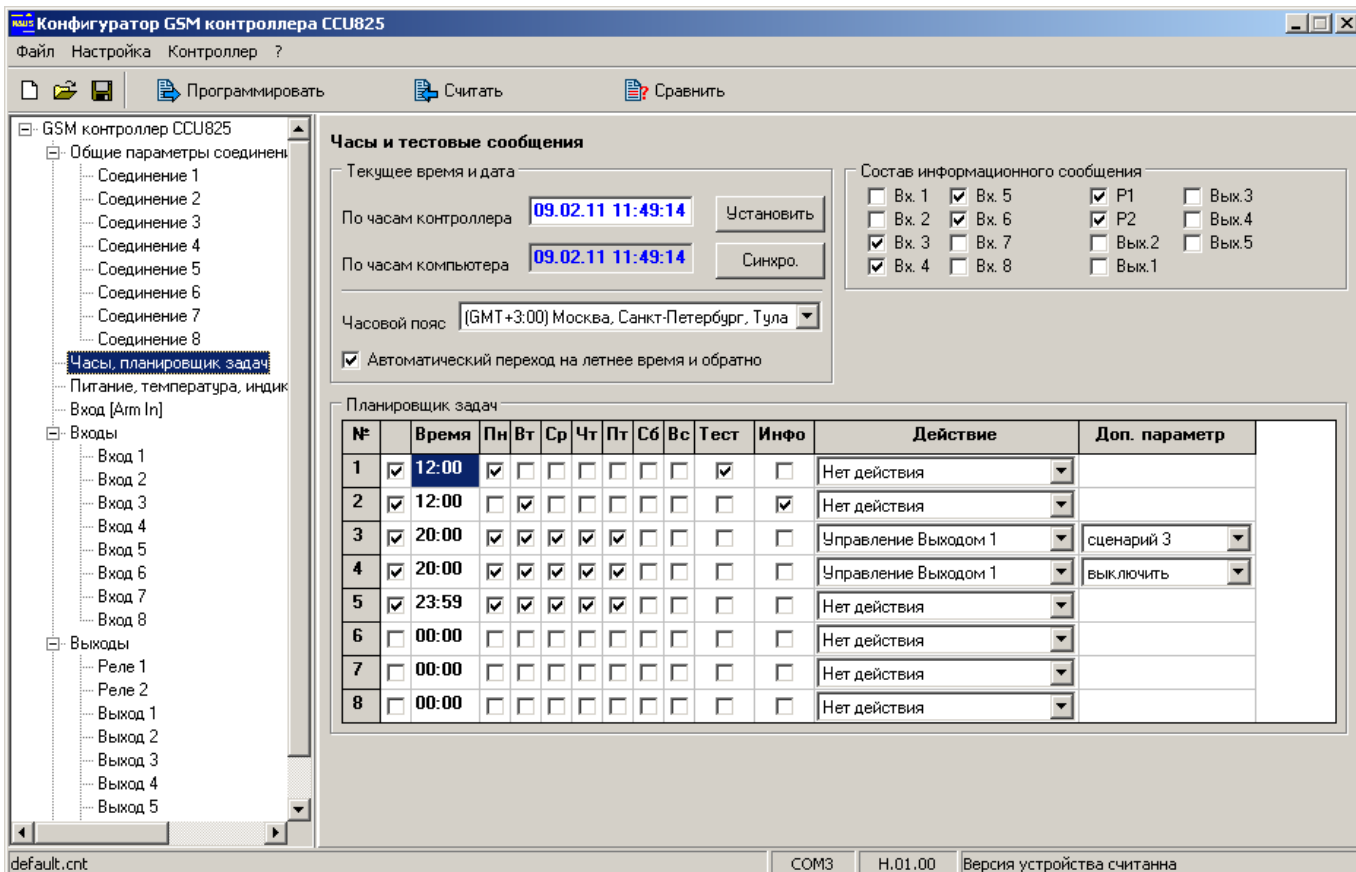 Конфигуратор GSM контроллера CCU825
Файл Настройка Контроллер ?
Программировать Считать Сравнить
GSM контроллер CCU825
Общие параметры соединени
Соединение 1
Соединение 2
Соединение 3
Соединение 4
Соединение 5
Соединение 6
Соединение 7
Соединение 8
Часы, планировщик задач
Питание, температура, индик
Вход [Arm In]
Входы
Вход 1
Вход 2
Вход 3
Вход 4
Вход 5
Вход 6
Вход 7
Вход 8
Выходы
Реле 1
Реле 2
Выход 1
Выход 2
Выход 3
Выход 4
Выход 5
Часы и тестовые сообщения
Текущее время и дата
По часам контроллера 09.02.11 11:49:14 Установить
По часам компьютера 09.02.11 11:49:14 Синхро.
Часовой пояс (GMT+3:00) Москва, Санкт-Петербург, Тула
Автоматический переход на летнее время и обратно
Состав информационного сообщения
Вх. 1 Вх. 5 Р1 Вых.3
Вх. 2 Вх. 6 Р2 Вых.4
Вх. 3 Вх. 7 Вых.2 Вых.5
Вх. 4 Вх. 8 Вых.1
Планировщик задач
№ Время Пн Вт Ср Чт Пт Сб Вс Тест Инфо Действие Доп. параметр
1 12:00 Нет действия
2 12:00 Нет действия
3 20:00 Управление Выходом 1 сценарий 3
4 20:00 Управление Выходом 1 выключить
5 23:59 Нет действия
6 00:00 Нет действия
7 00:00 Нет действия
8 00:00 Нет действия
default.cnt COM3 H.01.00 Версия устройства считанна